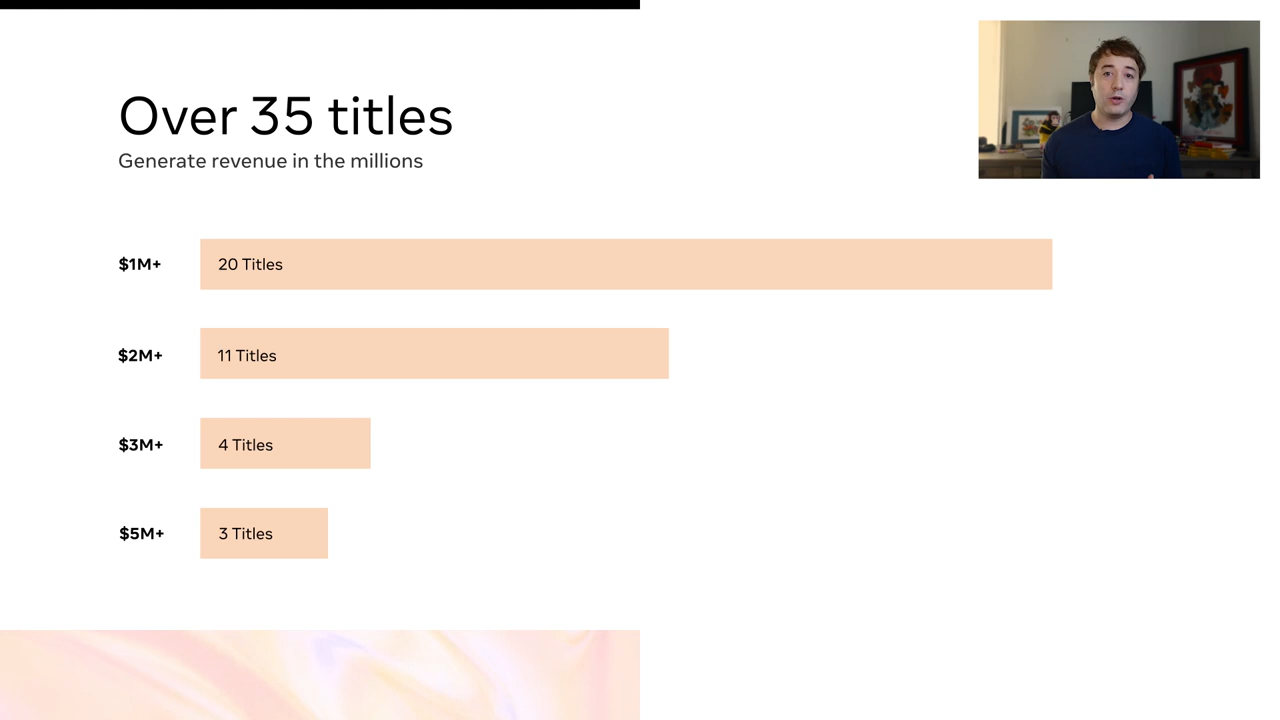 Over 35 titles
Generate revenue in the millions
$1M+
20 Titles
$2M+
11 Titles
$3M+
4 Titles
$5M+
3 Titles